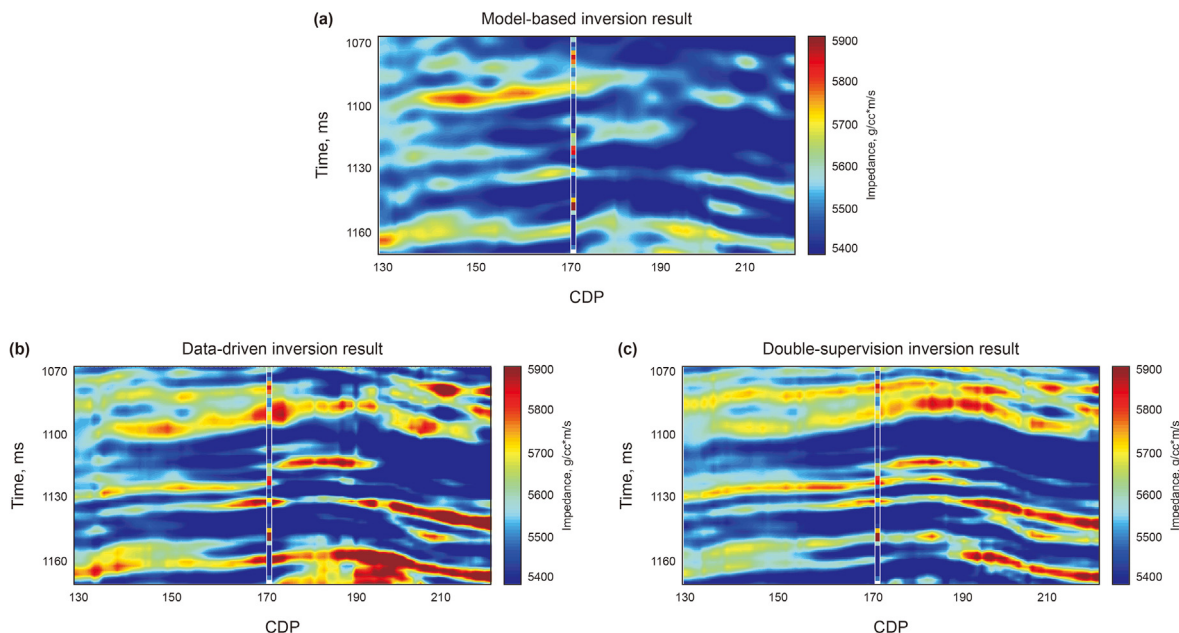 (a) Model-based inversion result
1070
1100
1130
1160
Time, ms
130 150 170 190 210
CDP
5900
5800
5700
5600
5500
5400
Impedance, g/cc*m/s
(b) Data-driven inversion result
1070
1100
1130
1160
Time, ms
130 150 170 190 210
CDP
5900
5800
5700
5600
5500
5400
Impedance, g/cc*m/s
(c) Double-supervision inversion result
1070
1100
1130
1160
Time, ms
130 150 170 190 210
CDP
5900
5800
5700
5600
5500
5400
Impedance, g/cc*m/s